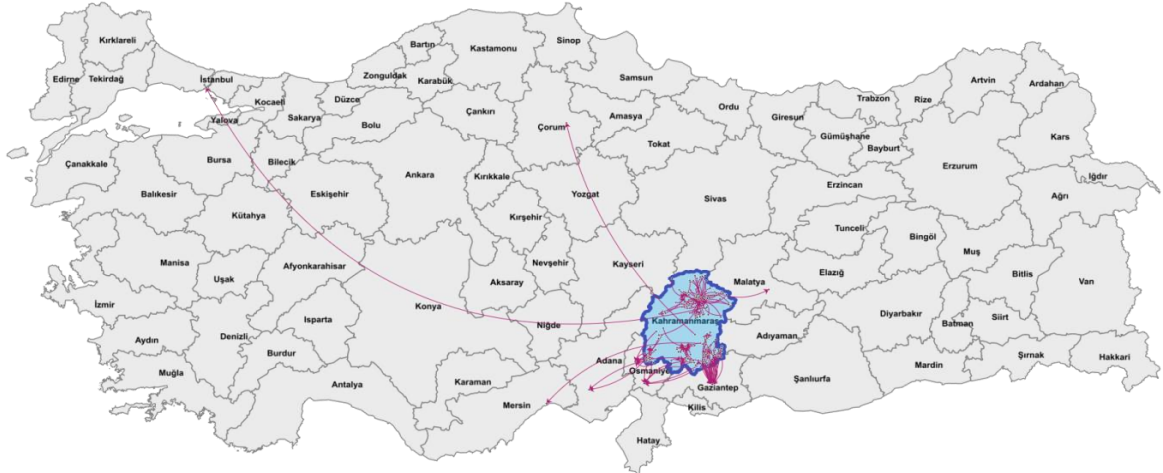 Kırklareli
Edirne
Tekirdağ
İstanbul
Kocaeli
Yalova
Sakarya
Düzce
Zonguldak
Bartın
Karabük
Kastamonu
Sinop
Samsun
Çankırı
Çorum
Amasya
Ordu
Giresun
Trabzon
Rize
Artvin
Ardahan
Kars
Iğdır
Gümüşhane
Bayburt
Erzurum
Tokat
Bolu
Çanakkale
Bursa
Bilecik
Balıkesir
Eskişehir
Ankara
Kırıkkale
Yozgat
Sivas
Erzincan
Ağrı
Kütahya
Kırşehir
Tunceli
Bingöl
Muş
Manisa
Uşak
Afyonkarahisar
Nevşehir
Kayseri
Aksaray
Malatya
Elazığ
Bitlis
Van
İzmir
Konya
Isparta
Niğde
Kahramanmaraş
Adıyaman
Diyarbakır
Batman
Siirt
Aydın
Denizli
Burdur
Muğla
Antalya
Karaman
Mersin
Adana
Osmaniye
Gaziantep
Kilis
Hatay
Şanlıurfa
Mardin
Şırnak
Hakkari